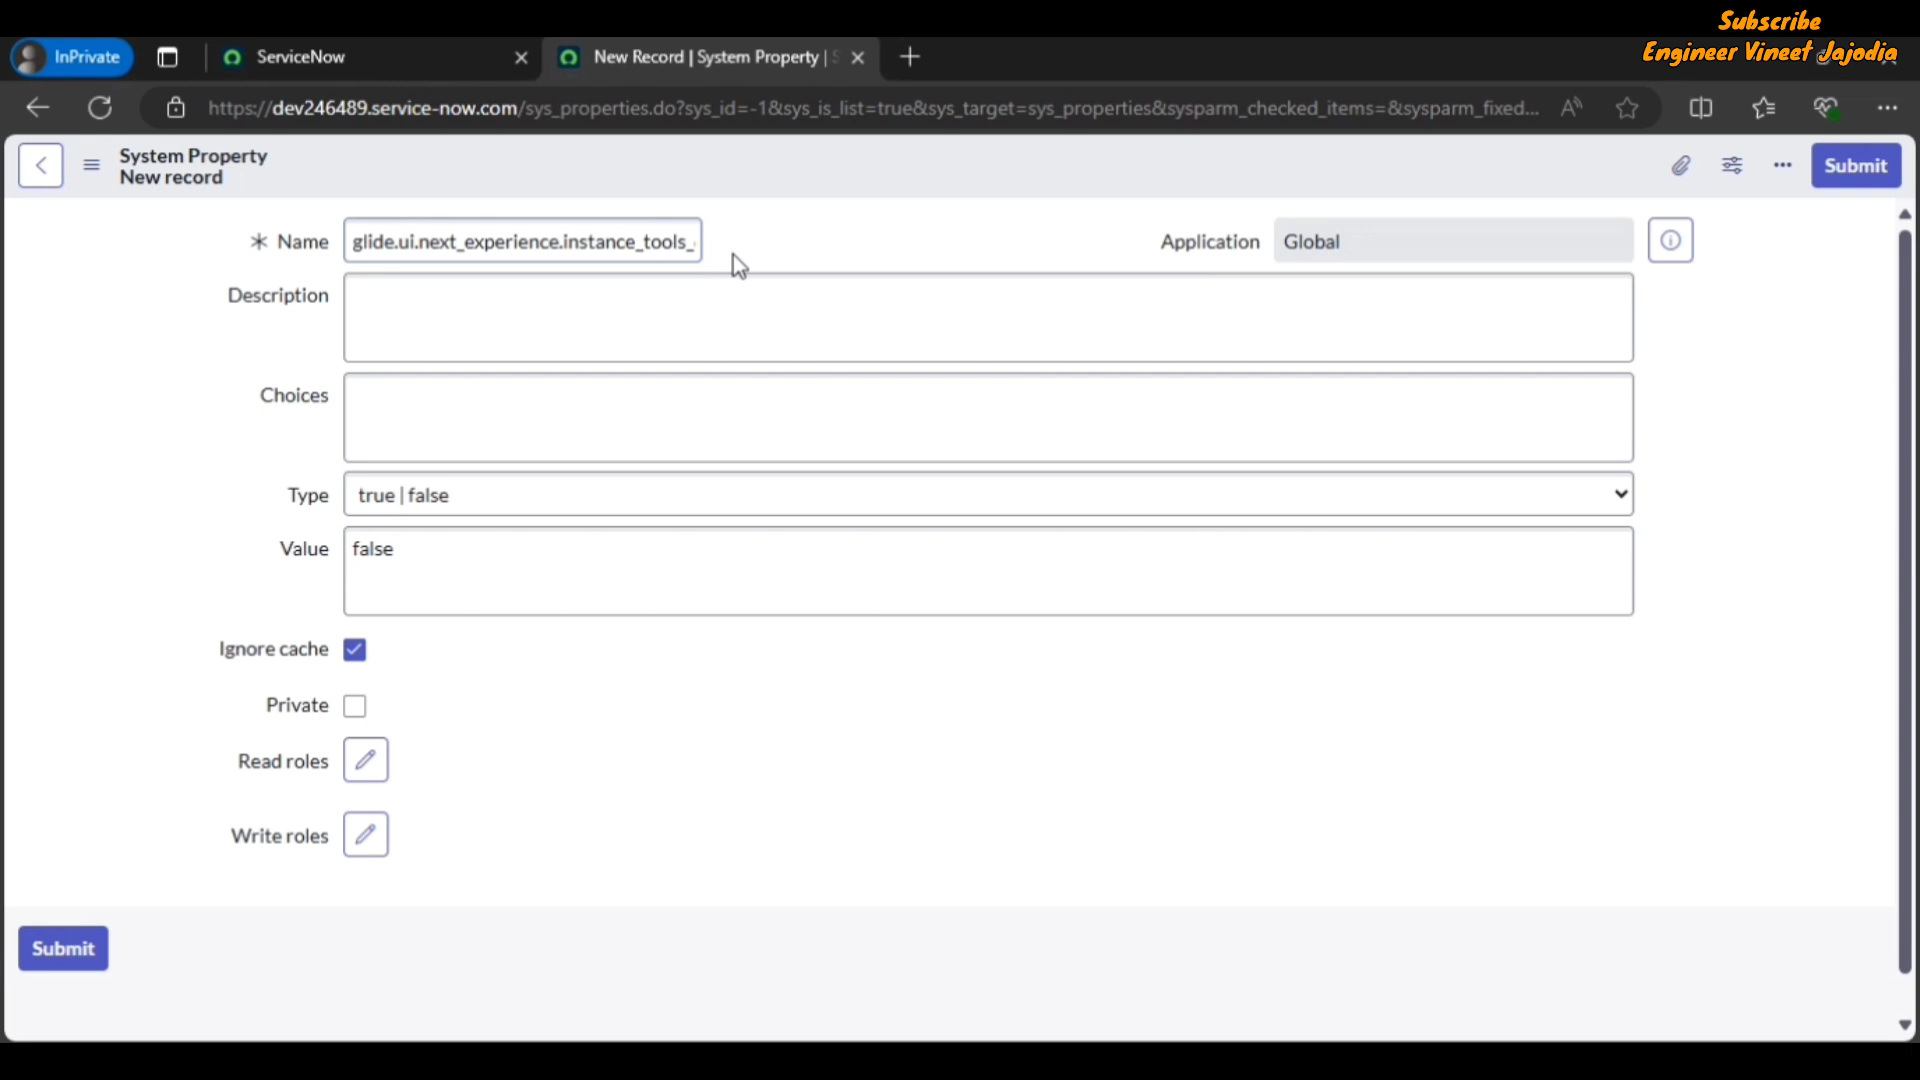 Subscribe
Engineer Vineet Jajodia
InPrivate
ServiceNow
New Record | System Property |
https://dev246489.service-now.com/sys_properties.do?sys_id=-1&sys_is_list=true&sys_target=sys_properties&sysparm_checked_items=&sysparm_fixed...
System Property
New record
Submit
* Name
glide.ui.next_experience.instance_tools_
Application
Global
Description
Choices
Type
true | false
Value
false
Ignore cache
Private
Read roles
Write roles
Submit